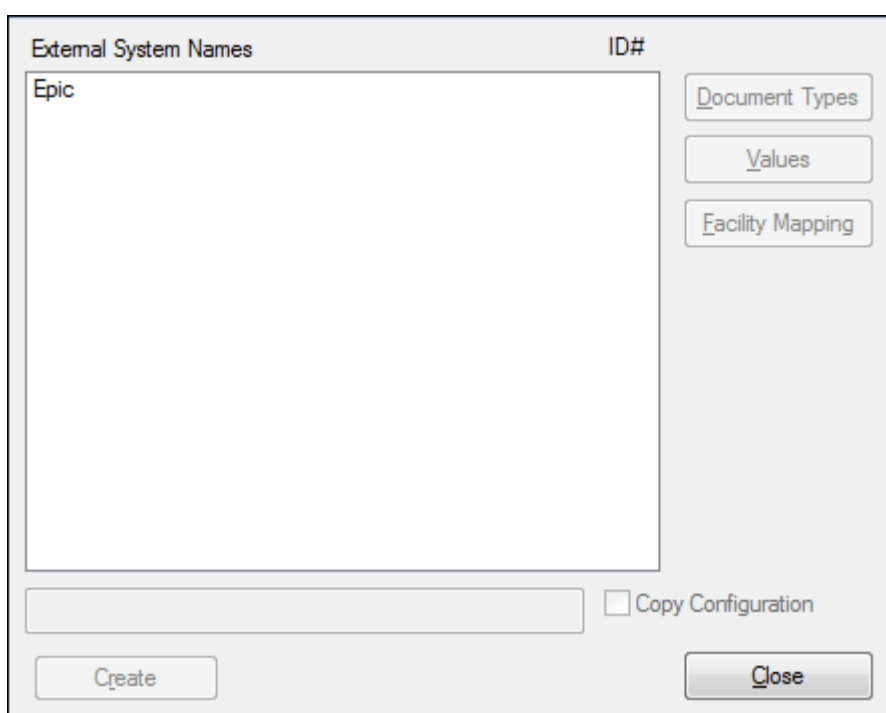 External System Names ID#
Epic
Document Types
Values
Facility Mapping
Copy Configuration
Create
Close